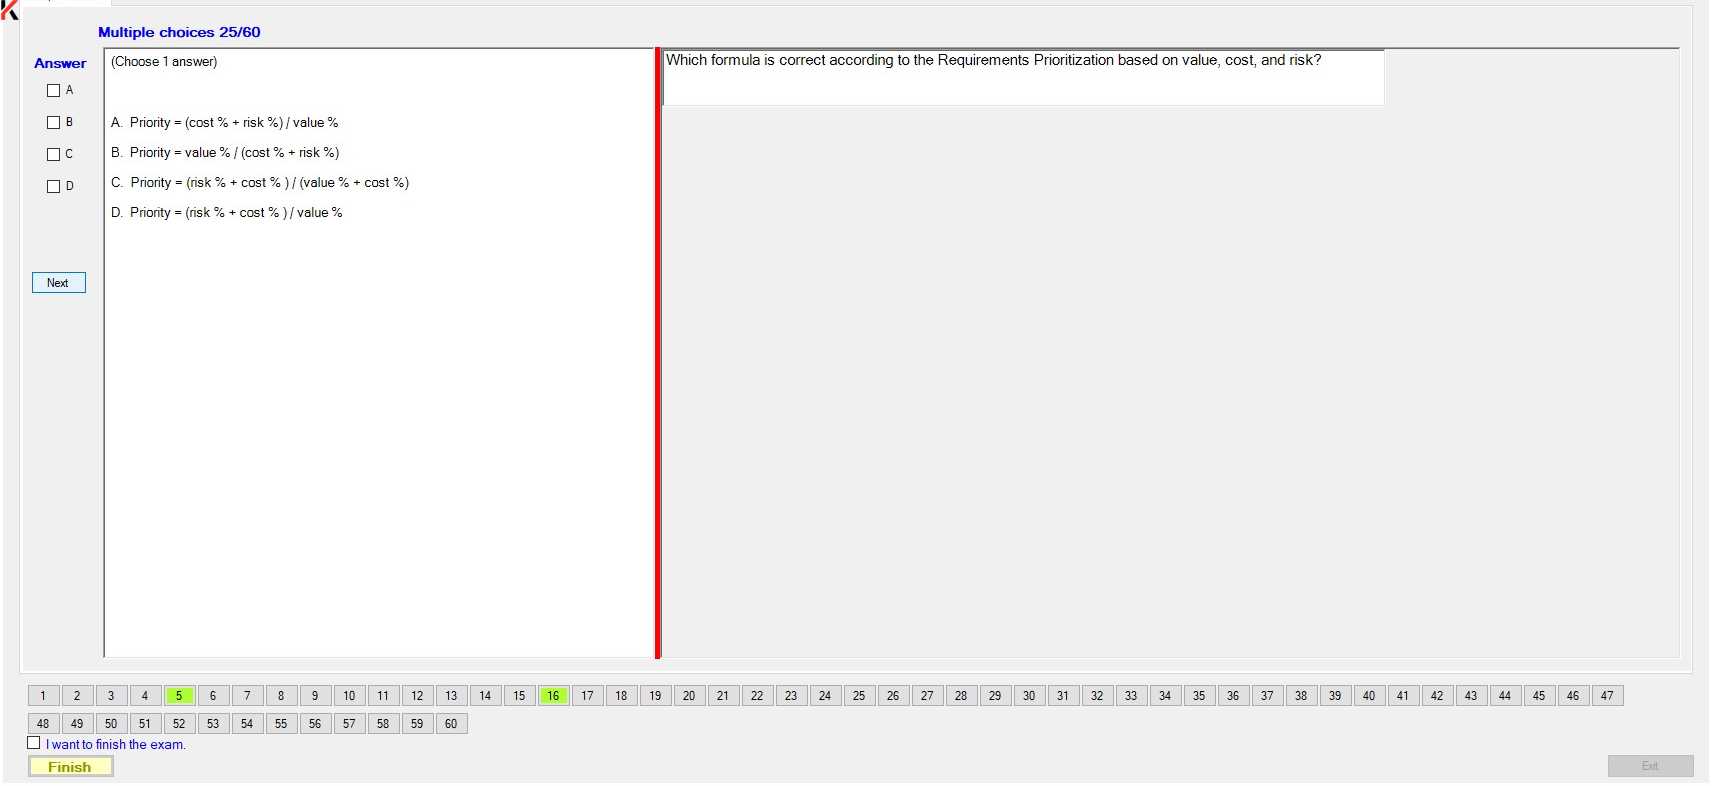 Multiple choices 25/60
Answer
A
B
C
D
Next
(Choose 1 answer)
A. Priority = (cost % + risk %) / value %
B. Priority = value % / (cost % + risk %)
C. Priority = (risk % + cost % ) / (value % + cost %)
D. Priority = (risk % + cost % ) / value %
Which formula is correct according to the Requirements Prioritization based on value, cost, and risk?
1 2 3 4 5 6 7 8 9 10 11 12 13 14 15 16 17 18 19 20 21 22 23 24 25 26 27 28 29 30 31 32 33 34 35 36 37 38 39 40 41 42 43 44 45 46 47
48 49 50 51 52 53 54 55 56 57 58 59 60
I want to finish the exam.
Finish
Exit